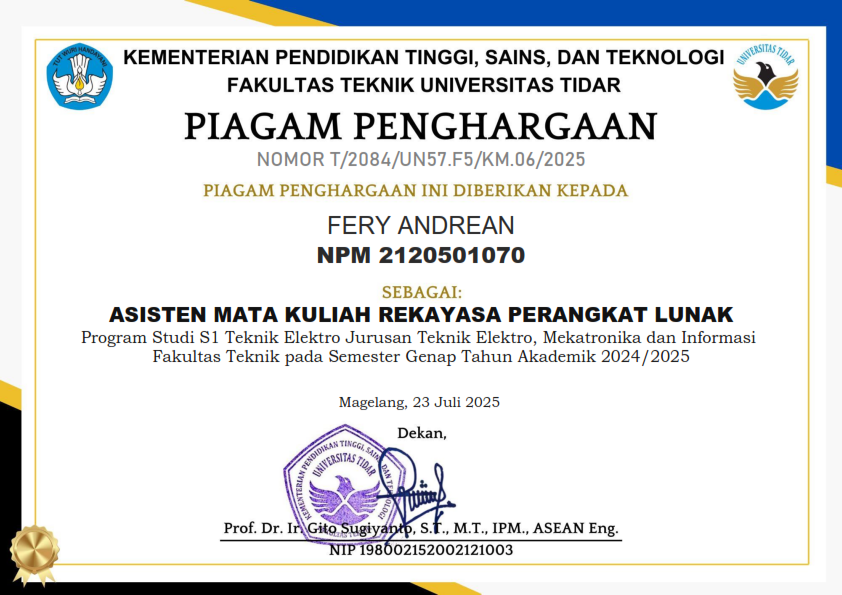 KEMENTERIAN PENDIDIKAN TINGGI, SAINS, DAN TEKNOLOGI
FAKULTAS TEKNIK UNIVERSITAS TIDAR
TUT WURI HANDAYANI
UNIVERSITAS TIDAR
PIAGAM PENGHARGAAN
NOMOR T/2084/UN57.F5/KM.06/2025
PIAGAM PENGHARGAAN INI DIBERIKAN KEPADA
FERY ANDREAN
NPM 2120501070
SEBAGAI:
ASISTEN MATA KULIAH REKAYASA PERANGKAT LUNAK
Program Studi S1 Teknik Elektro Jurusan Teknik Elektro, Mekatronika dan Informasi
Fakultas Teknik pada Semester Genap Tahun Akademik 2024/2025
Magelang, 23 Juli 2025
Dekan,
KEMENTERIAN PENDIDIKAN TINGGI, SAINS, DAN TEKNOLOGI
UNIVERSITAS TIDAR
FAKULTAS TEKNIK
Prof. Dr. Ir. Gito Sugiyanto, S.T., M.T., IPM., ASEAN Eng.
NIP 198002152002121003